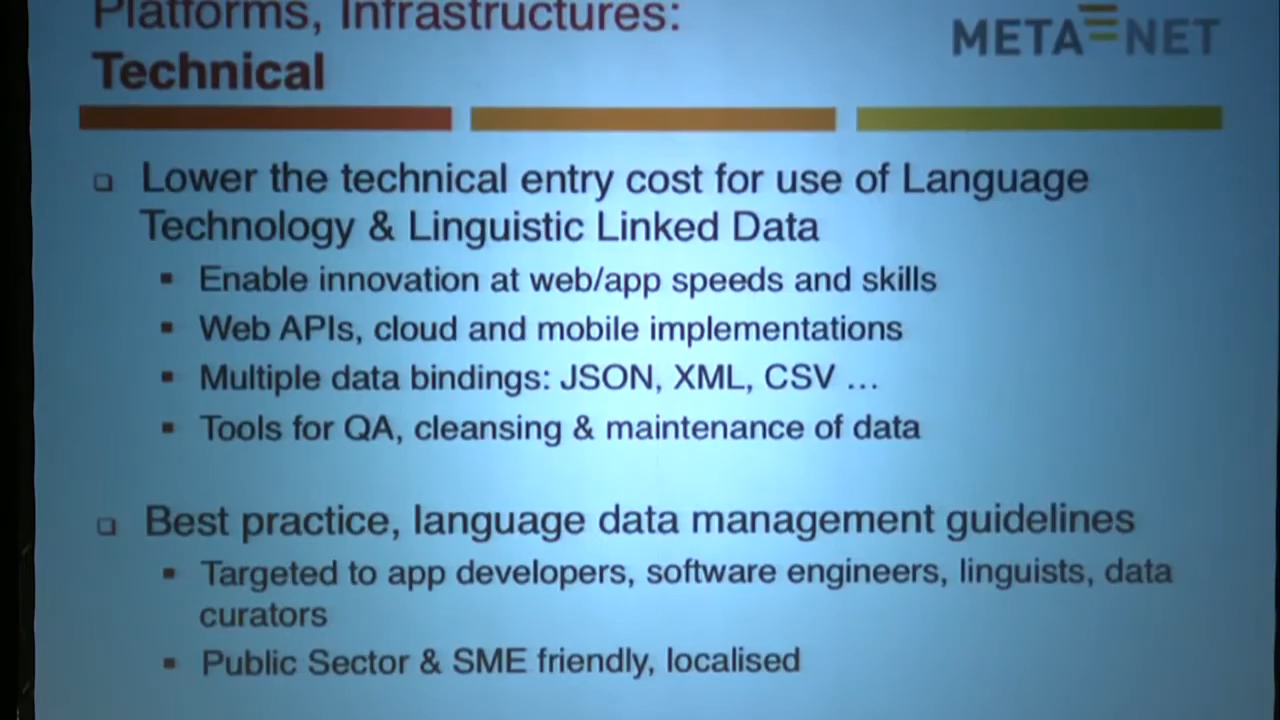 Platforms, Infrastructures:
Technical
META NET
Lower the technical entry cost for use of Language
Technology & Linguistic Linked Data
Enable innovation at web/app speeds and skills
Web APIs, cloud and mobile implementations
Multiple data bindings: JSON, XML, CSV ...
Tools for QA, cleansing & maintenance of data
Best practice, language data management guidelines
Targeted to app developers, software engineers, linguists, data
curators
Public Sector & SME friendly, localised